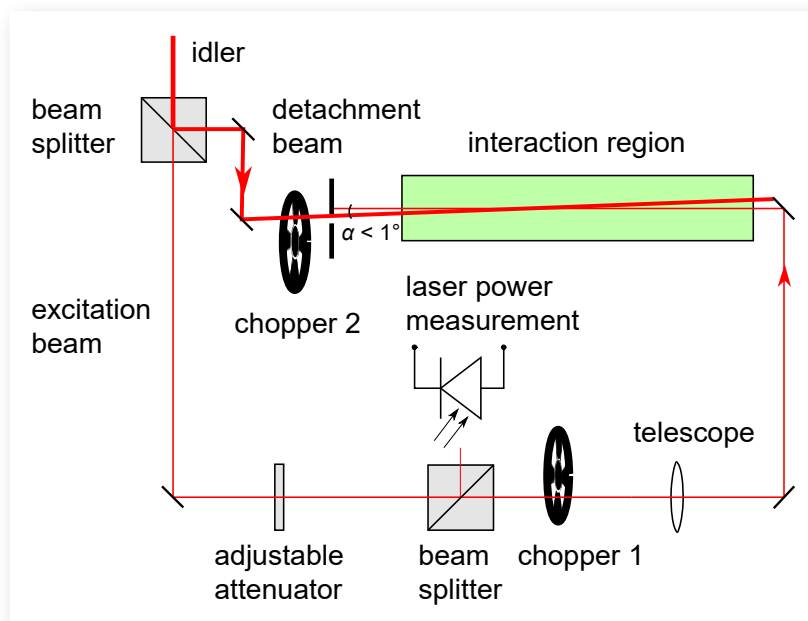 idler
beam
splitter
detachment
beam
interaction region
α < 1°
chopper 2
excitation
beam
laser power
measurement
telescope
adjustable
attenuator
beam
splitter
chopper 1